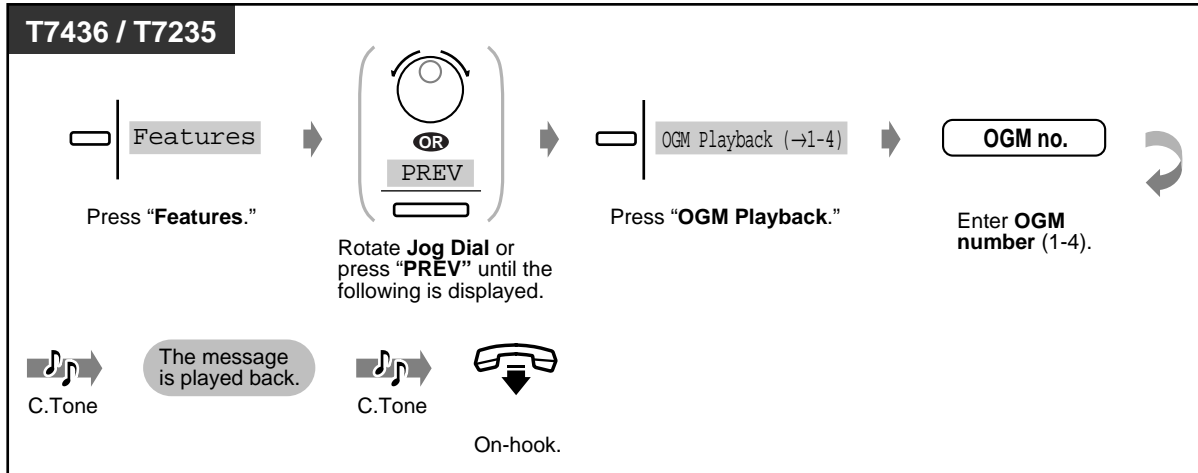 T7436 / T7235
Features
OR
PREV
OGM Playback (→1-4)
OGM no.
Press “Features.”
Rotate Jog Dial or
press “PREV” until the
following is displayed.
Press “OGM Playback.”
Enter OGM
number (1-4).
C.Tone
The message
is played back.
C.Tone
On-hook.